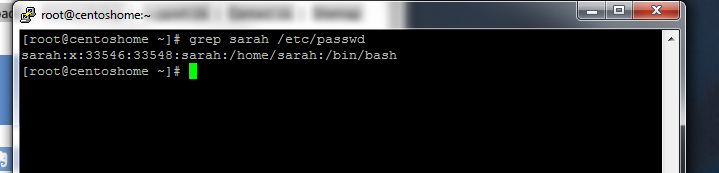 root@centoshome:~
[root@centoshome ~]# grep sarah /etc/passwd
sarah:x:33546:33548:sarah:/home/sarah:/bin/bash
[root@centoshome ~]#